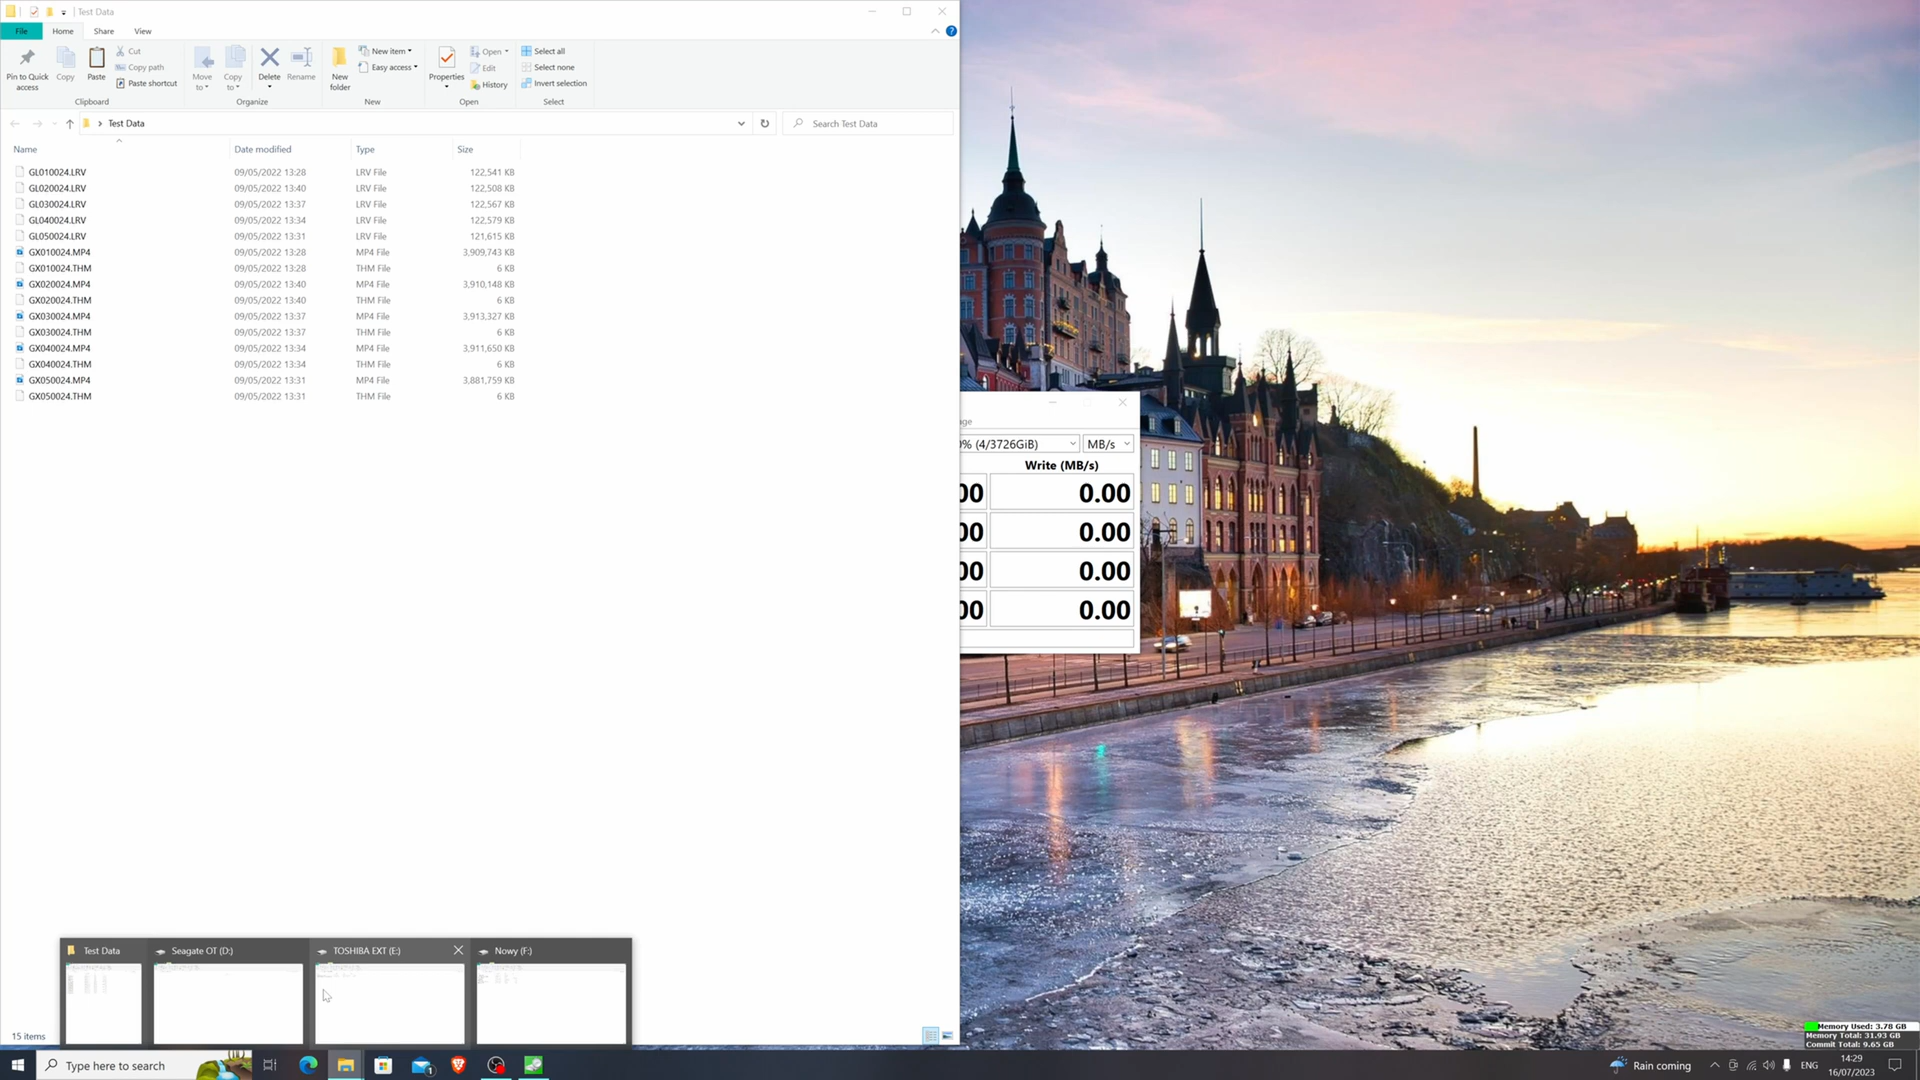 Test Data
File Home Share View
Pin to Quick access
Copy
Paste
Cut
Copy path
Paste shortcut
Clipboard
Move to
Copy to
Delete
Rename
Organize
New folder
New item
Easy access
New
Properties
Open
Edit
History
Open
Select all
Select none
Invert selection
Select
Test Data
Search Test Data
Name Date modified Type Size
GL010024.LRV 09/05/2022 13:28 LRV File 122,541 KB
GL020024.LRV 09/05/2022 13:40 LRV File 122,508 KB
GL030024.LRV 09/05/2022 13:37 LRV File 122,567 KB
GL040024.LRV 09/05/2022 13:34 LRV File 122,579 KB
GL050024.LRV 09/05/2022 13:31 LRV File 121,615 KB
GX010024.MP4 09/05/2022 13:28 MP4 File 3,909,743 KB
GX010024.THM 09/05/2022 13:28 THM File 6 KB
GX020024.MP4 09/05/2022 13:40 MP4 File 3,910,148 KB
GX020024.THM 09/05/2022 13:40 THM File 6 KB
GX030024.MP4 09/05/2022 13:37 MP4 File 3,913,327 KB
GX030024.THM 09/05/2022 13:37 THM File 6 KB
GX040024.MP4 09/05/2022 13:34 MP4 File 3,911,650 KB
GX040024.THM 09/05/2022 13:34 THM File 6 KB
GX050024.MP4 09/05/2022 13:31 MP4 File 3,881,759 KB
GX050024.THM 09/05/2022 13:31 THM File 6 KB
age
0% (4/3726GiB) MB/s
Write (MB/s)
00 0.00
00 0.00
00 0.00
00 0.00
Test Data Seagate OT (D:) TOSHIBA EXT (E:) Nowy (F:)
15 items
Memory Used: 3.78 GB
Memory Total: 31.93 GB
Commit Total: 9.65 GB
Type here to search
1
Rain coming
ENG
14:29
16/07/2023